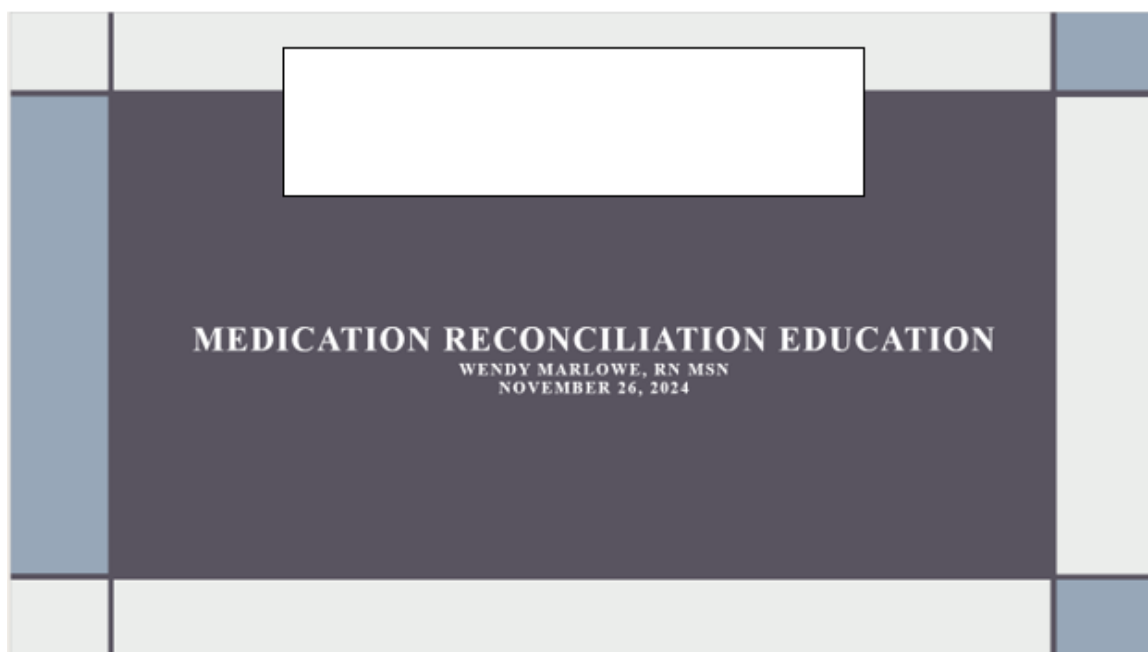 MEDICATION RECONCILIATION EDUCATION
WENDY MARLOWE, RN MSN
NOVEMBER 26, 2024